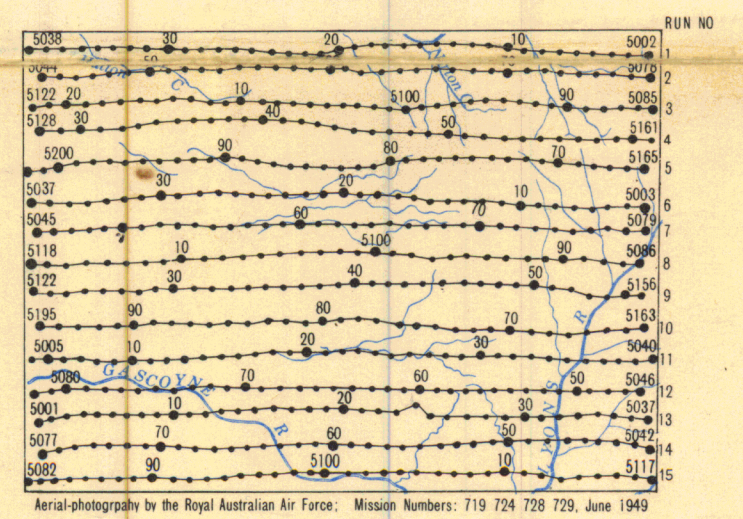 RUN NO
5038 30 20 10 5002 1
5044 50 5078 2
Nation C.
C
5122 20 10 5100 90 5085 3
5128 30 40 50 5161 4
5200 90 80 70 5165 5
5037 30 20 10 5003 6
5045 60 70 5079 7
5118 10 5100 90 5086 8
5122 30 40 50 5156 9
R
5195 90 80 70 5163 10
5005 10 20 30 5040 11
GASCOYNE R
5080 70 60 50 5046 12
LYONS
5001 10 20 30 5037 13
5077 70 60 50 5042 14
5082 90 5100 10 5117 15
Aerial-photogrpahy by the Royal Australian Air Force; Mission Numbers: 719 724 728 729, June 1949